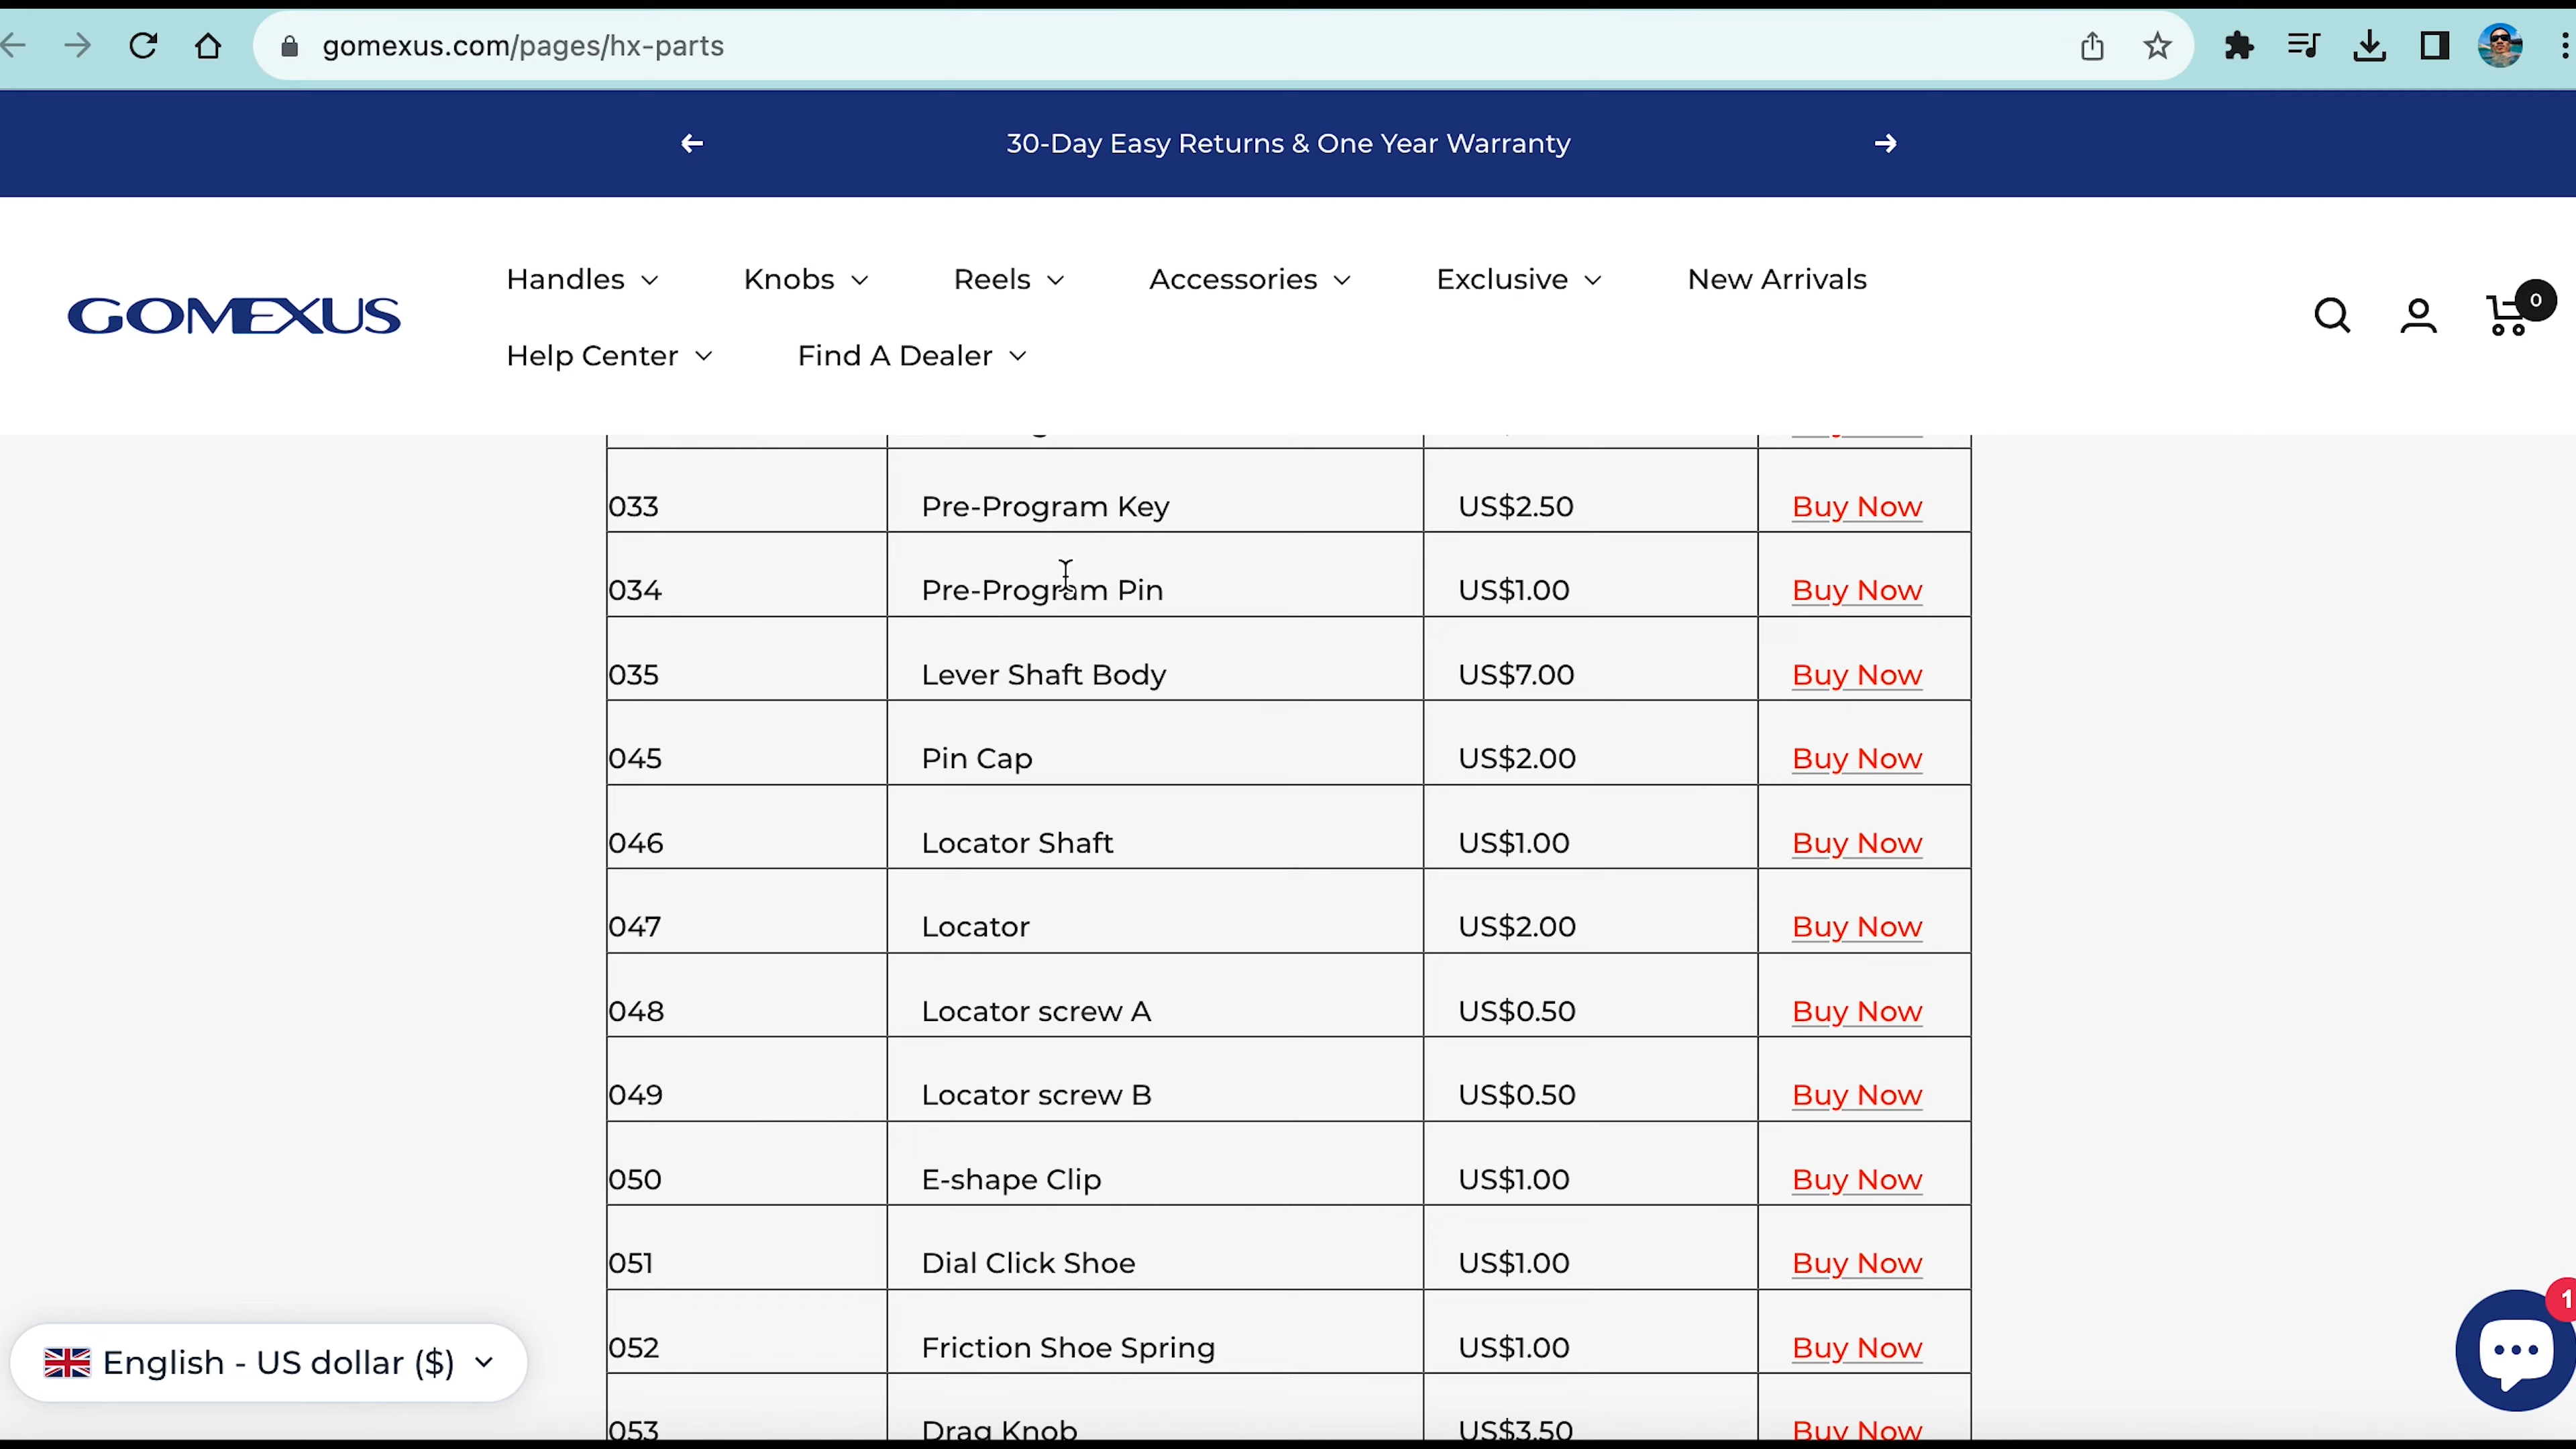 gomexus.com/pages/hx-parts
30-Day Easy Returns & One Year Warranty
GOMEXUS
Handles Knobs Reels Accessories Exclusive New Arrivals
Help Center Find A Dealer
0
033 Pre-Program Key US$2.50 Buy Now
034 Pre-Program Pin US$1.00 Buy Now
035 Lever Shaft Body US$7.00 Buy Now
045 Pin Cap US$2.00 Buy Now
046 Locator Shaft US$1.00 Buy Now
047 Locator US$2.00 Buy Now
048 Locator screw A US$0.50 Buy Now
049 Locator screw B US$0.50 Buy Now
050 E-shape Clip US$1.00 Buy Now
051 Dial Click Shoe US$1.00 Buy Now
052 Friction Shoe Spring US$1.00 Buy Now
053 Drag Knob US$3.50 Buy Now
English - US dollar ($)
1